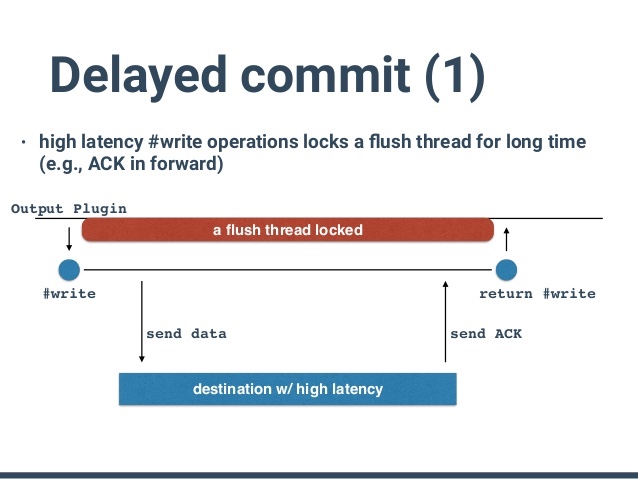 Delayed commit (1)
• high latency #write operations locks a flush thread for long time
(e.g., ACK in forward)
Output Plugin
a flush thread locked
#write
return #write
send data
send ACK
destination w/ high latency